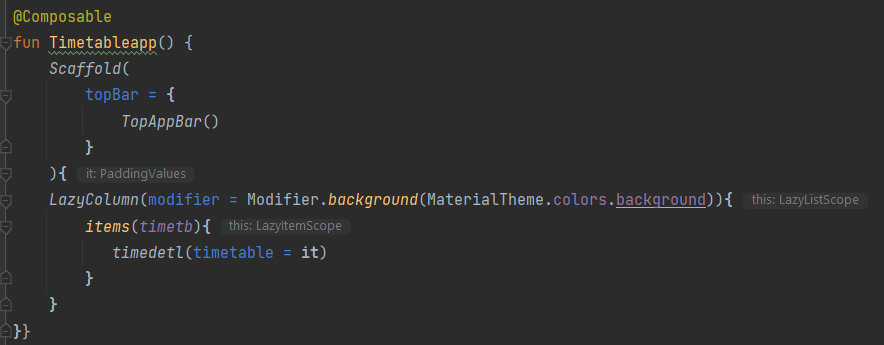 @Composable
fun Timetableapp() {
    Scaffold(
        topBar = {
            TopAppBar()
        }
    ){ it: PaddingValues
    LazyColumn(modifier = Modifier.background(MaterialTheme.colors.background)){ this: LazyListScope
        items(timetb){ this: LazyItemScope
           timedetl(timetable = it)
        }
    }
}}